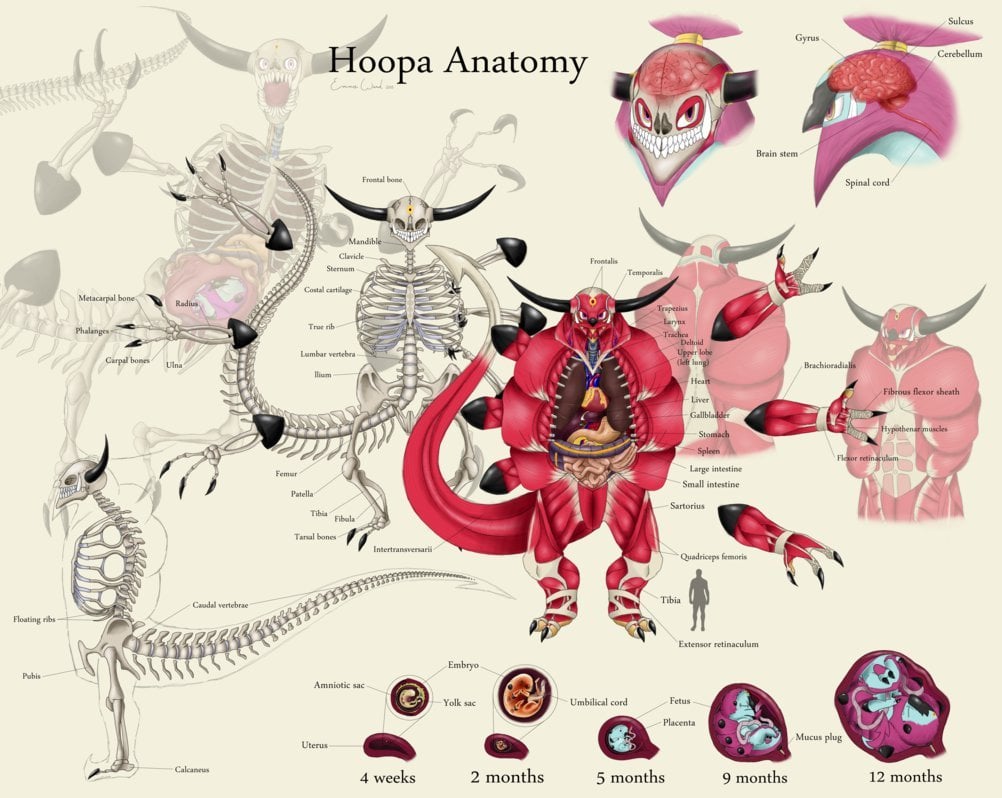 Hoopa Anatomy
Emma Ward
Sulcus
Gyrus
Cerebellum
Brain stem
Spinal cord
Frontal bone
Mandible
Clavicle
Sternum
Costal cartilage
True rib
Lumbar vertebra
Ilium
Metacarpal bone
Radius
Phalanges
Carpal bones
Ulna
Femur
Patella
Tibia
Fibula
Tarsal bones
Intertransversarii
Frontalis
Temporalis
Trapezius
Larynx
Trachea
Deltoid
Upper lobe
(left lung)
Heart
Liver
Gallbladder
Stomach
Spleen
Large intestine
Small intestine
Sartorius
Quadriceps femoris
Tibia
Extensor retinaculum
Brachioradialis
Fibrous flexor sheath
Hypothenar muscles
Flexor retinaculum
Floating ribs
Caudal vertebrae
Pubis
Calcaneus
Embryo
Amniotic sac
Yolk sac
Umbilical cord
Uterus
Fetus
Placenta
Mucus plug
4 weeks
2 months
5 months
9 months
12 months